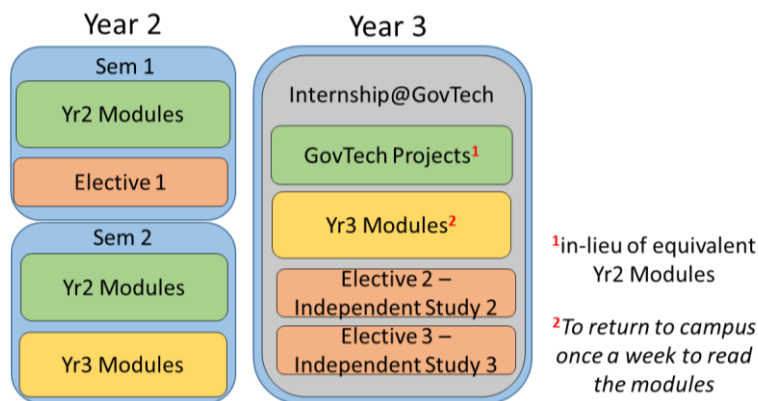 Year 2
Sem 1
Yr2 Modules
Elective 1
Sem 2
Yr2 Modules
Yr3 Modules
Year 3
Internship@GovTech
GovTech Projects¹
Yr3 Modules²
Elective 2 –
Independent Study 2
Elective 3 –
Independent Study 3
¹in-lieu of equivalent
Yr2 Modules
²To return to campus
once a week to read
the modules